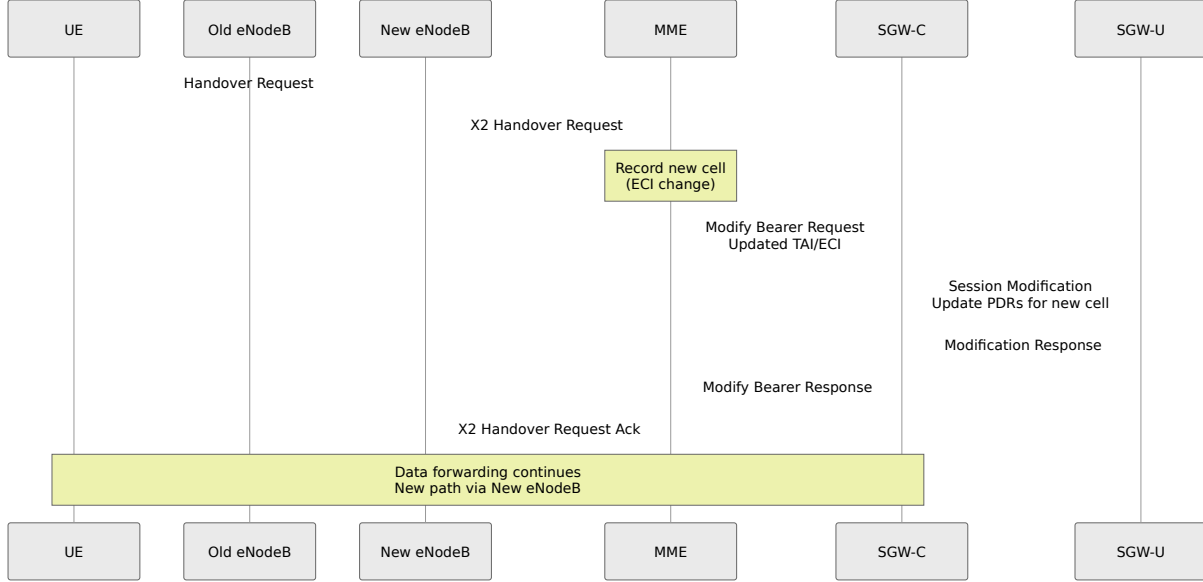 UE
Old eNodeB
New eNodeB
MME
SGW-C
SGW-U
Handover Request
X2 Handover Request
Record new cell
(ECI change)
Modify Bearer Request
Updated TAI/ECI
Session Modification
Update PDRs for new cell
Modification Response
Modify Bearer Response
X2 Handover Request Ack
Data forwarding continues
New path via New eNodeB
UE
Old eNodeB
New eNodeB
MME
SGW-C
SGW-U